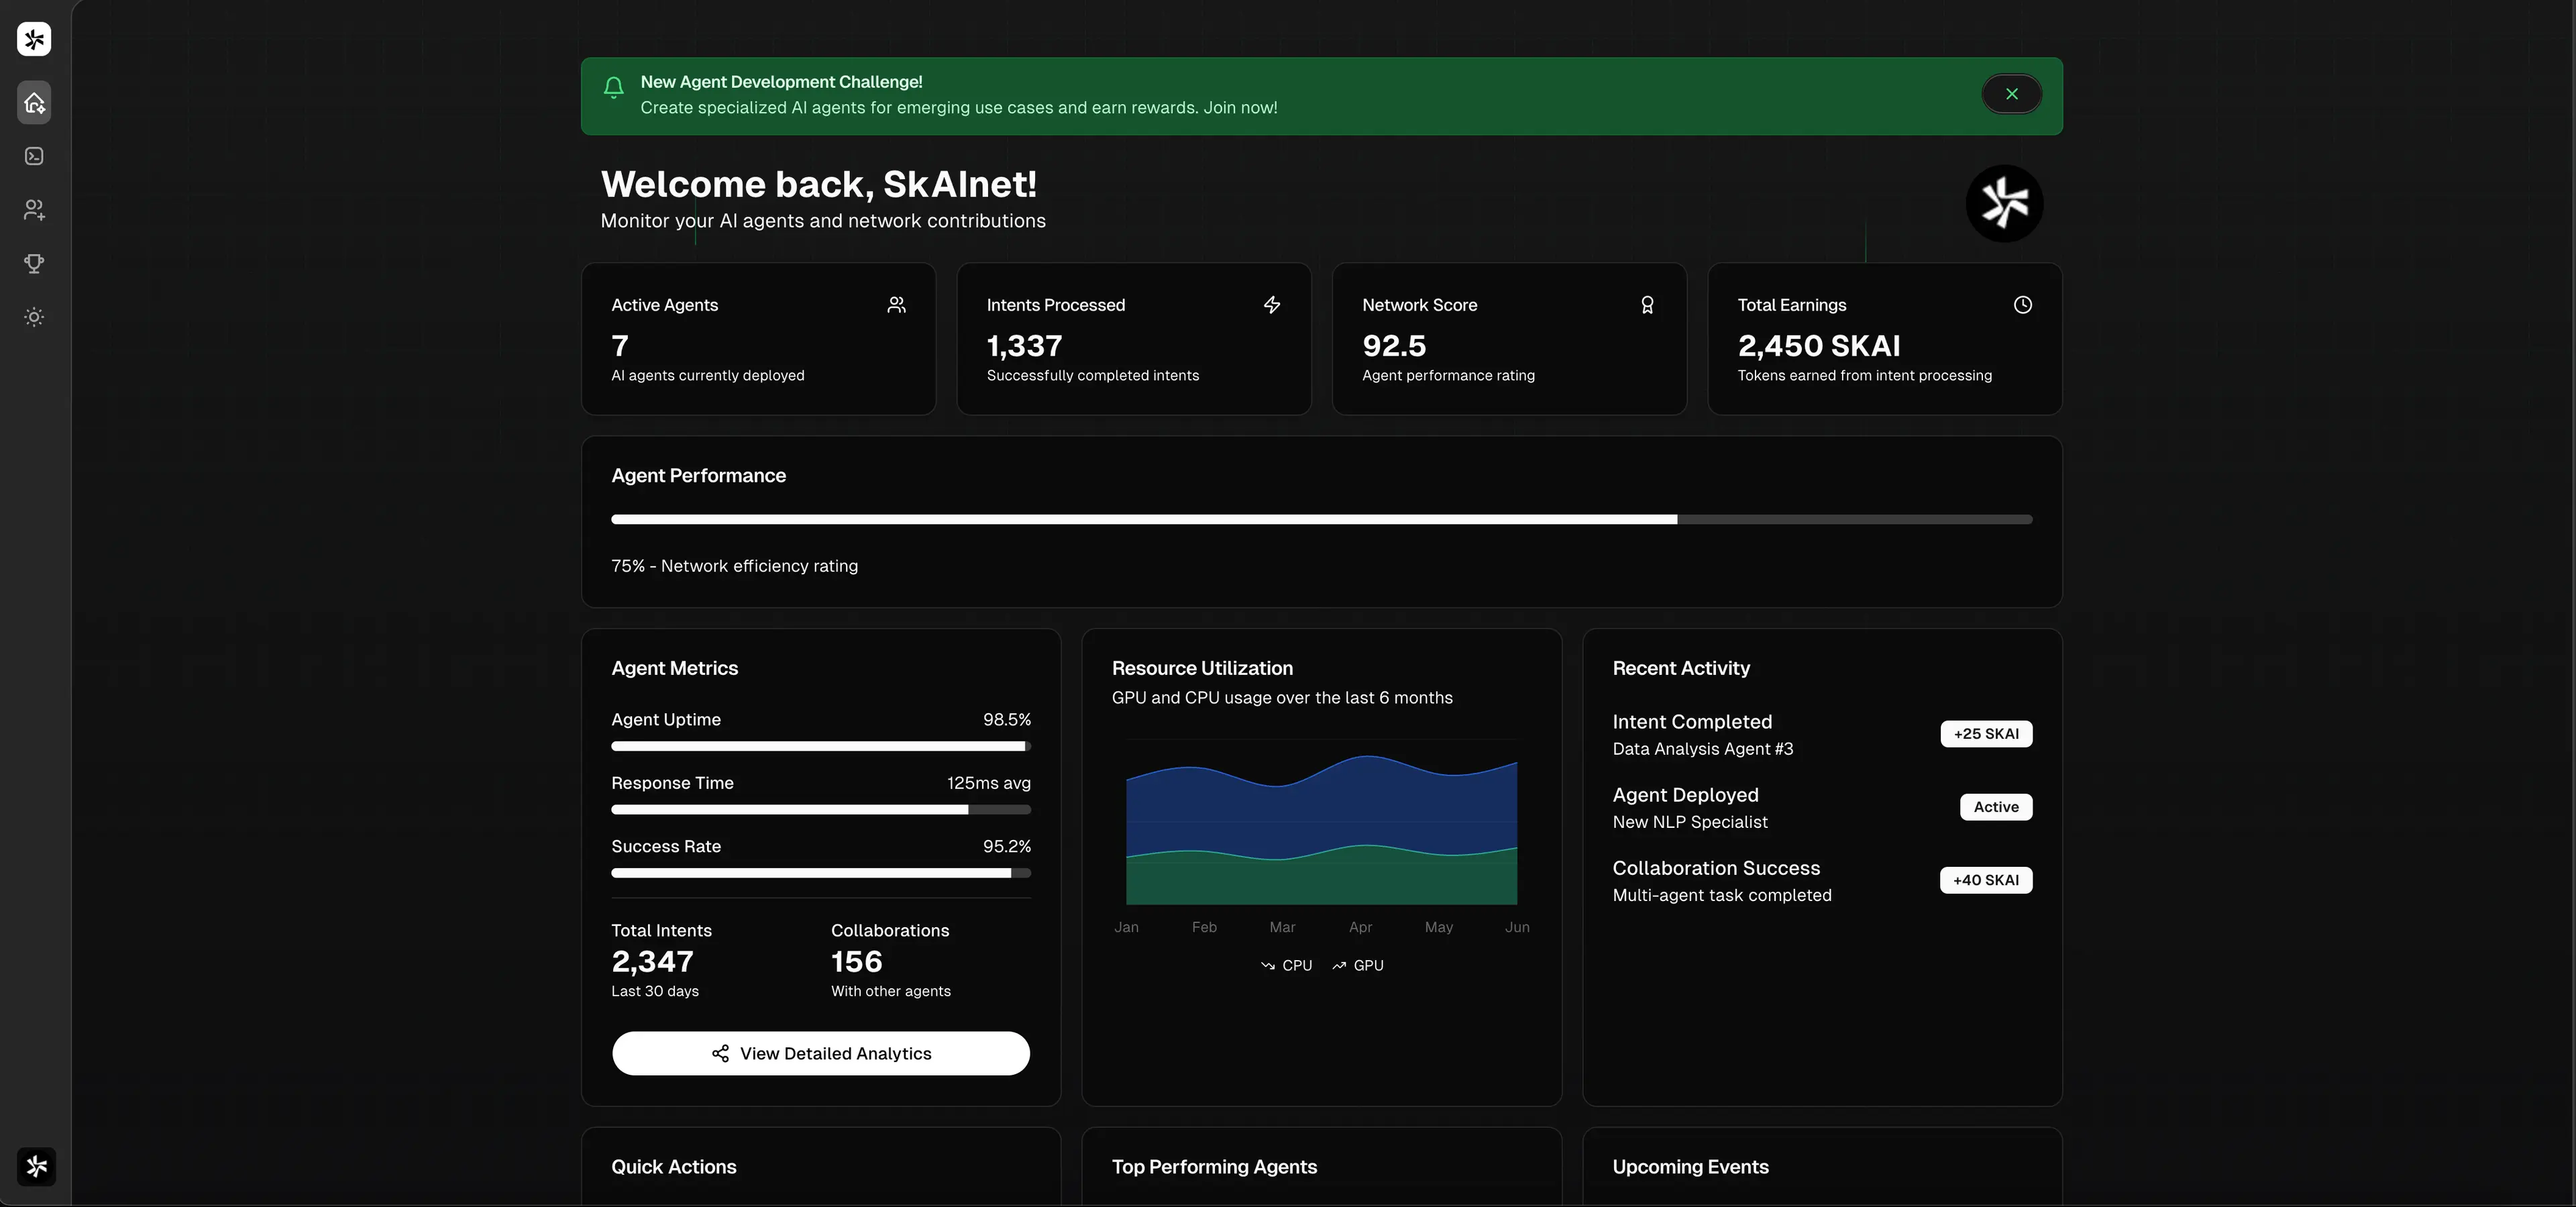 New Agent Development Challenge!
Create specialized AI agents for emerging use cases and earn rewards. Join now!
Welcome back, SkAInet!
Monitor your AI agents and network contributions
Active Agents
7
AI agents currently deployed
Intents Processed
1,337
Successfully completed intents
Network Score
92.5
Agent performance rating
Total Earnings
2,450 SKAI
Tokens earned from intent processing
Agent Performance
75% - Network efficiency rating
Agent Metrics
Agent Uptime 98.5%
Response Time 125ms avg
Success Rate 95.2%
Total Intents
2,347
Last 30 days
Collaborations
156
With other agents
View Detailed Analytics
Resource Utilization
GPU and CPU usage over the last 6 months
Jan Feb Mar Apr May Jun
CPU GPU
Recent Activity
Intent Completed
Data Analysis Agent #3
+25 SKAI
Agent Deployed
New NLP Specialist
Active
Collaboration Success
Multi-agent task completed
+40 SKAI
Quick Actions
Top Performing Agents
Upcoming Events